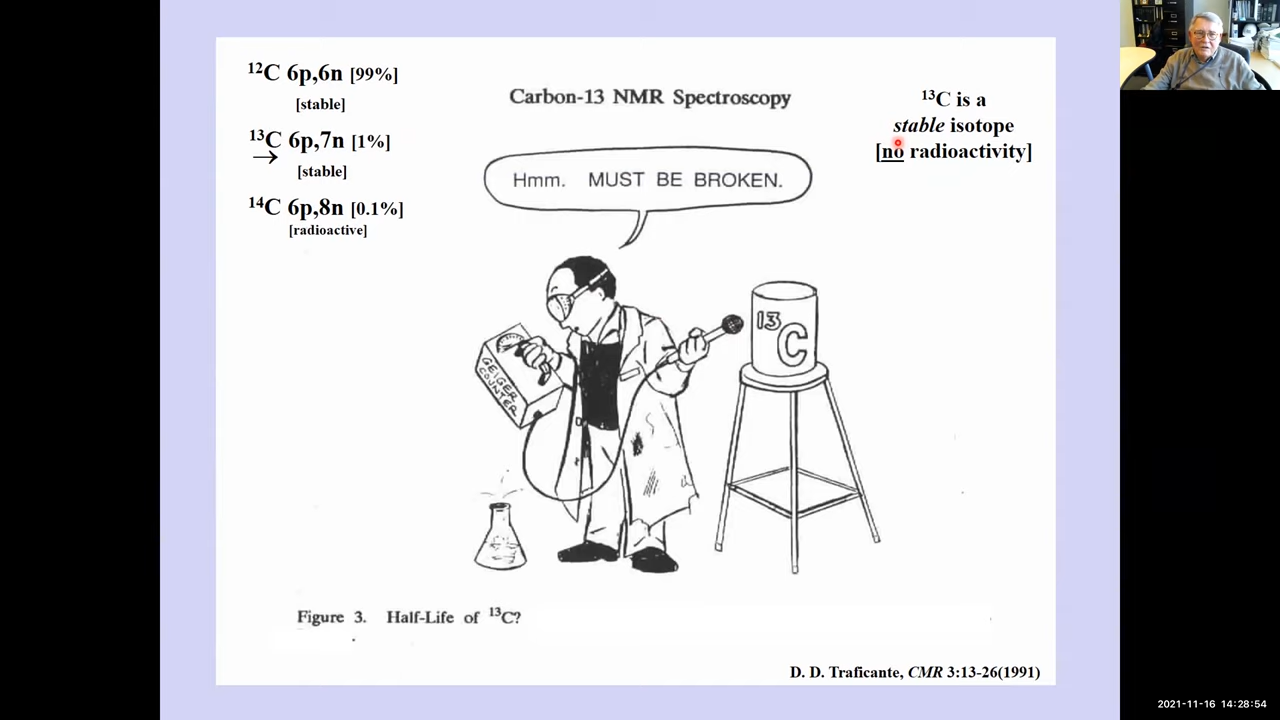 ¹²C 6p,6n [99%]
[stable]
¹³C 6p,7n [1%]
→
[stable]
¹⁴C 6p,8n [0.1%]
[radioactive]
Carbon-13 NMR Spectroscopy
¹³C is a
stable isotope
[no radioactivity]
Hmm. MUST BE BROKEN.
GEIGER
COUNTER
¹³C
Figure 3. Half-Life of ¹³C?
D. D. Traficante, CMR 3:13-26(1991)
2021-11-16 14:28:54